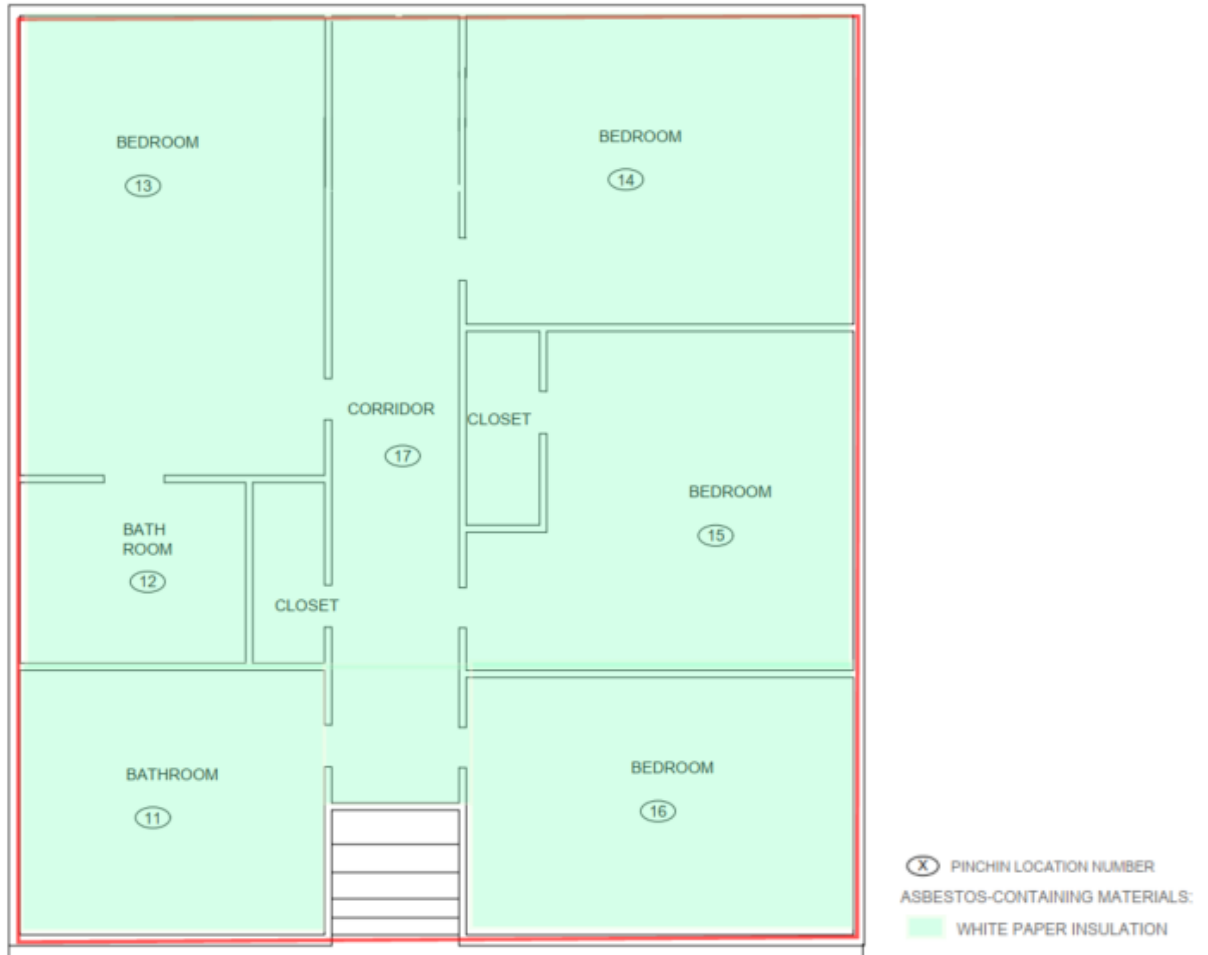 BEDROOM
13
BEDROOM
14
CORRIDOR
17
CLOSET
BEDROOM
15
BATH
ROOM
12
CLOSET
BATHROOM
11
BEDROOM
16
X PINCHIN LOCATION NUMBER
ASBESTOS-CONTAINING MATERIALS:
WHITE PAPER INSULATION